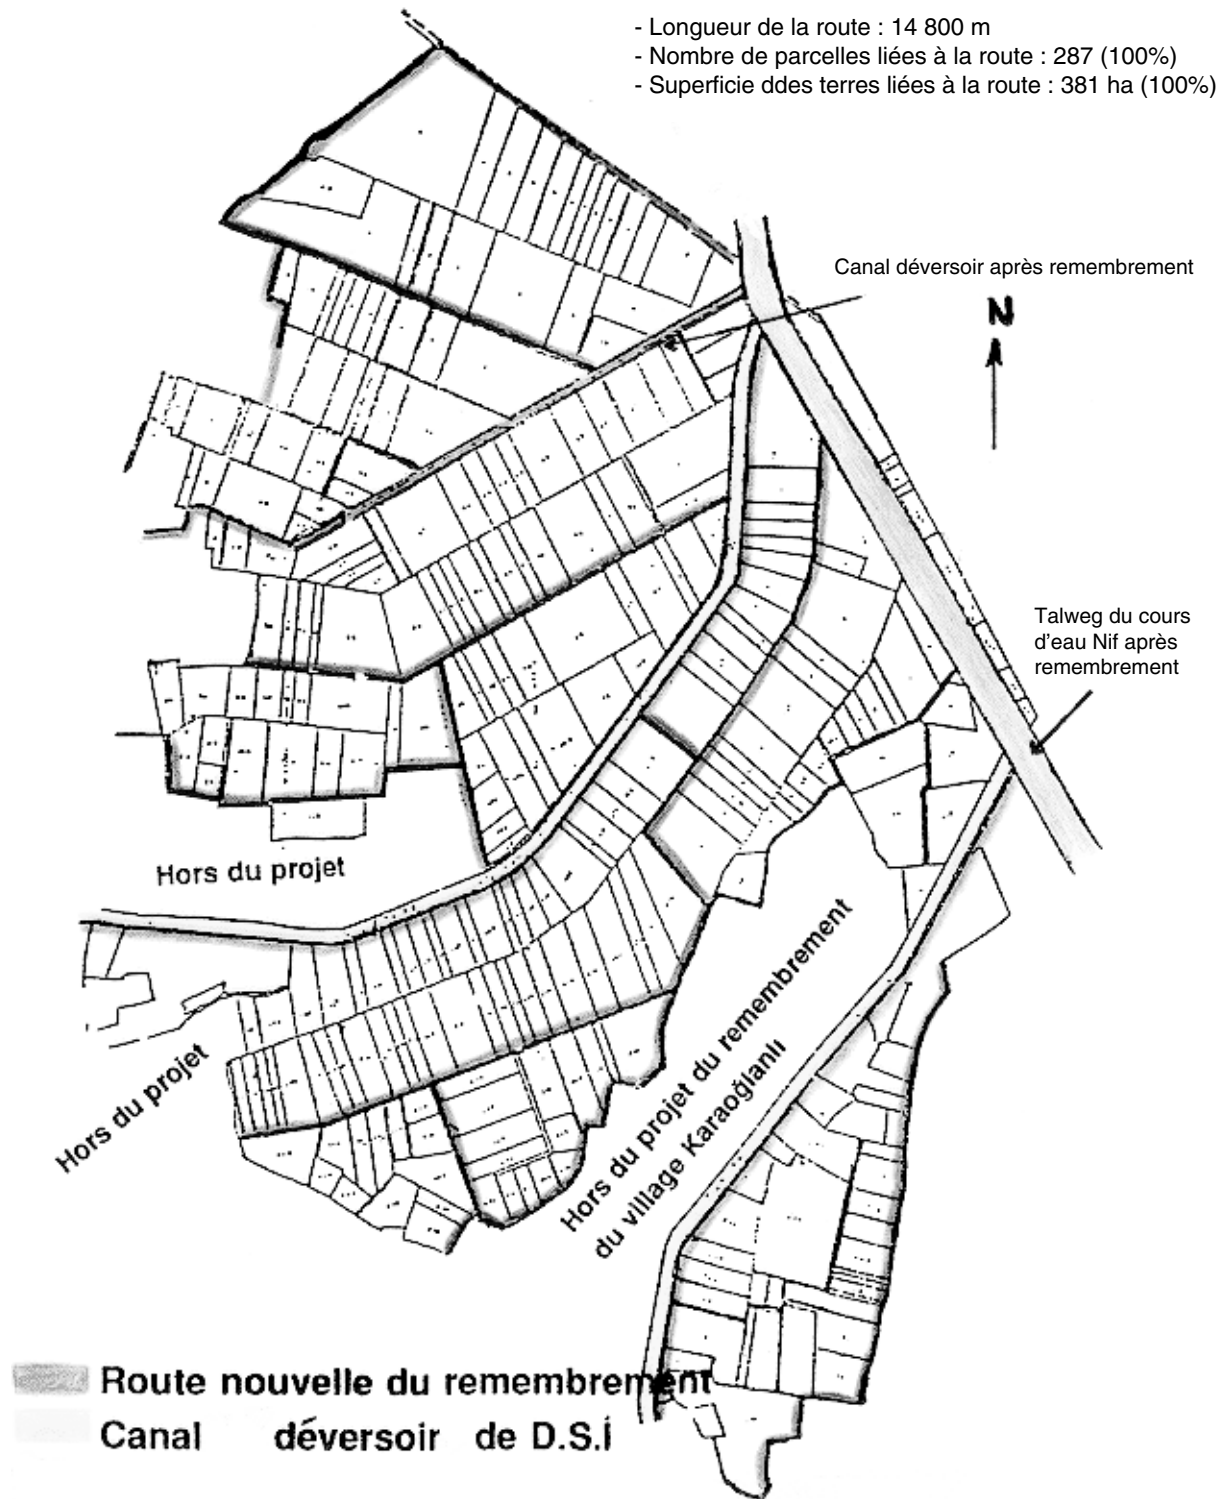 - Longueur de la route : 14 800 m
- Nombre de parcelles liées à la route : 287 (100%)
- Superficie ddes terres liées à la route : 381 ha (100%)
Canal déversoir après remembrement
N
Talweg du cours
d'eau Nif après
remembrement
Hors du projet
Hors du projet
Hors du projet du remembrement
du village Karaoğlanlı
Route nouvelle du remembrement
Canal déversoir de D.S.İ